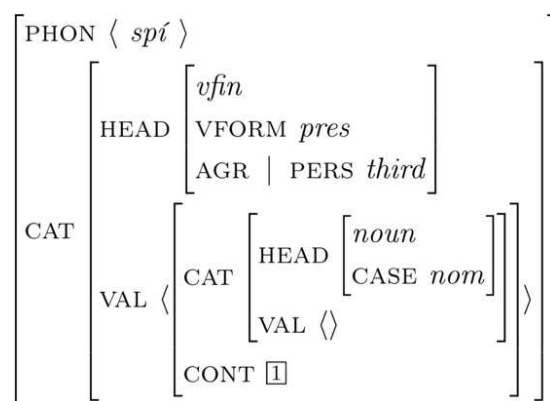 PHON ⟨ spí ⟩
vfin
HEAD VFORM pres
AGR | PERS third
CAT
noun
HEAD
CASE nom
CAT
VAL ⟨ VAL ⟨⟩ ⟩
CONT 1